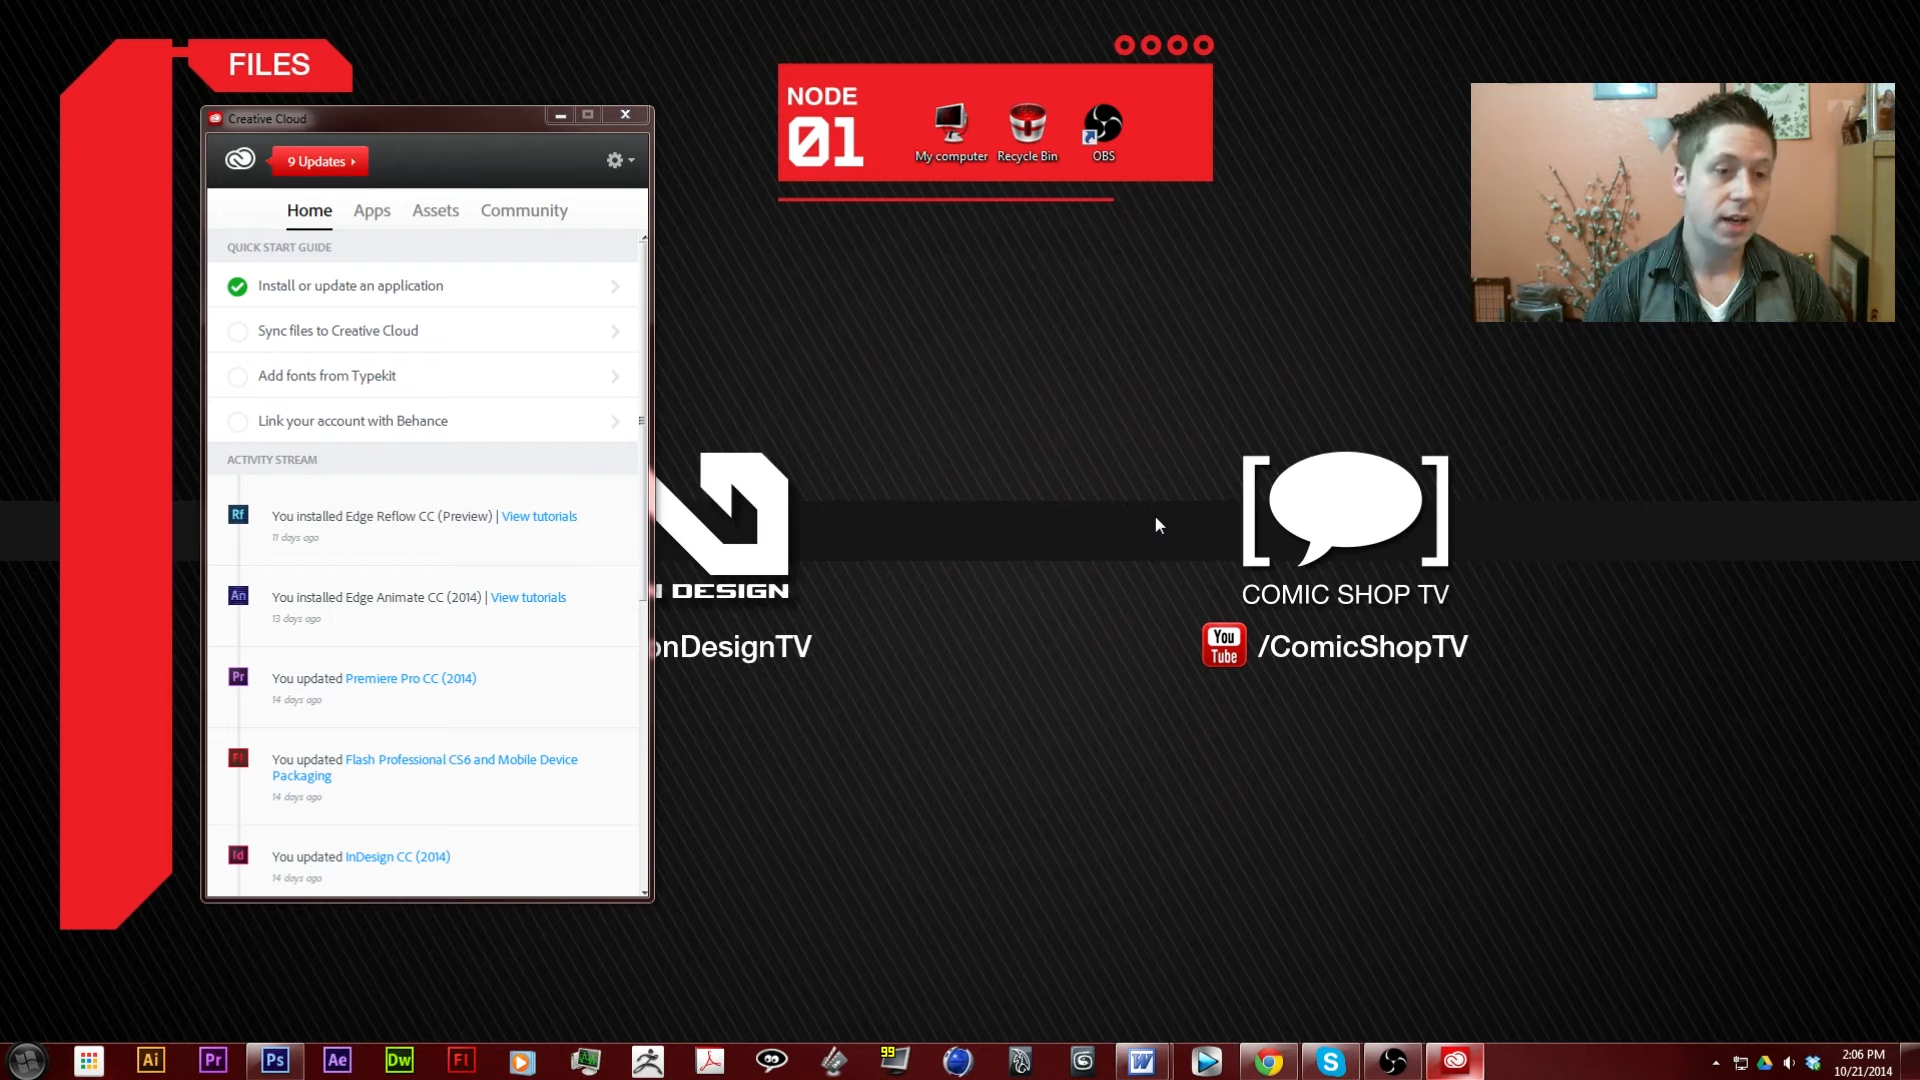 FILES
NODE
01
My computer
Recycle Bin
OBS
Creative Cloud
9 Updates
Home
Apps
Assets
Community
QUICK START GUIDE
Install or update an application
Sync files to Creative Cloud
Add fonts from Typekit
Link your account with Behance
ACTIVITY STREAM
Rf
You installed Edge Reflow CC (Preview) | View tutorials
11 days ago
An
You installed Edge Animate CC (2014) | View tutorials
13 days ago
Pr
You updated Premiere Pro CC (2014)
14 days ago
Fl
You updated Flash Professional CS6 and Mobile Device
Packaging
14 days ago
Id
You updated InDesign CC (2014)
14 days ago
DESIGN
onDesignTV
COMIC SHOP TV
You
Tube
/ComicShopTV
Ai
Pr
Ps
Ae
Dw
Fl
99
W
S
2:06 PM
10/21/2014